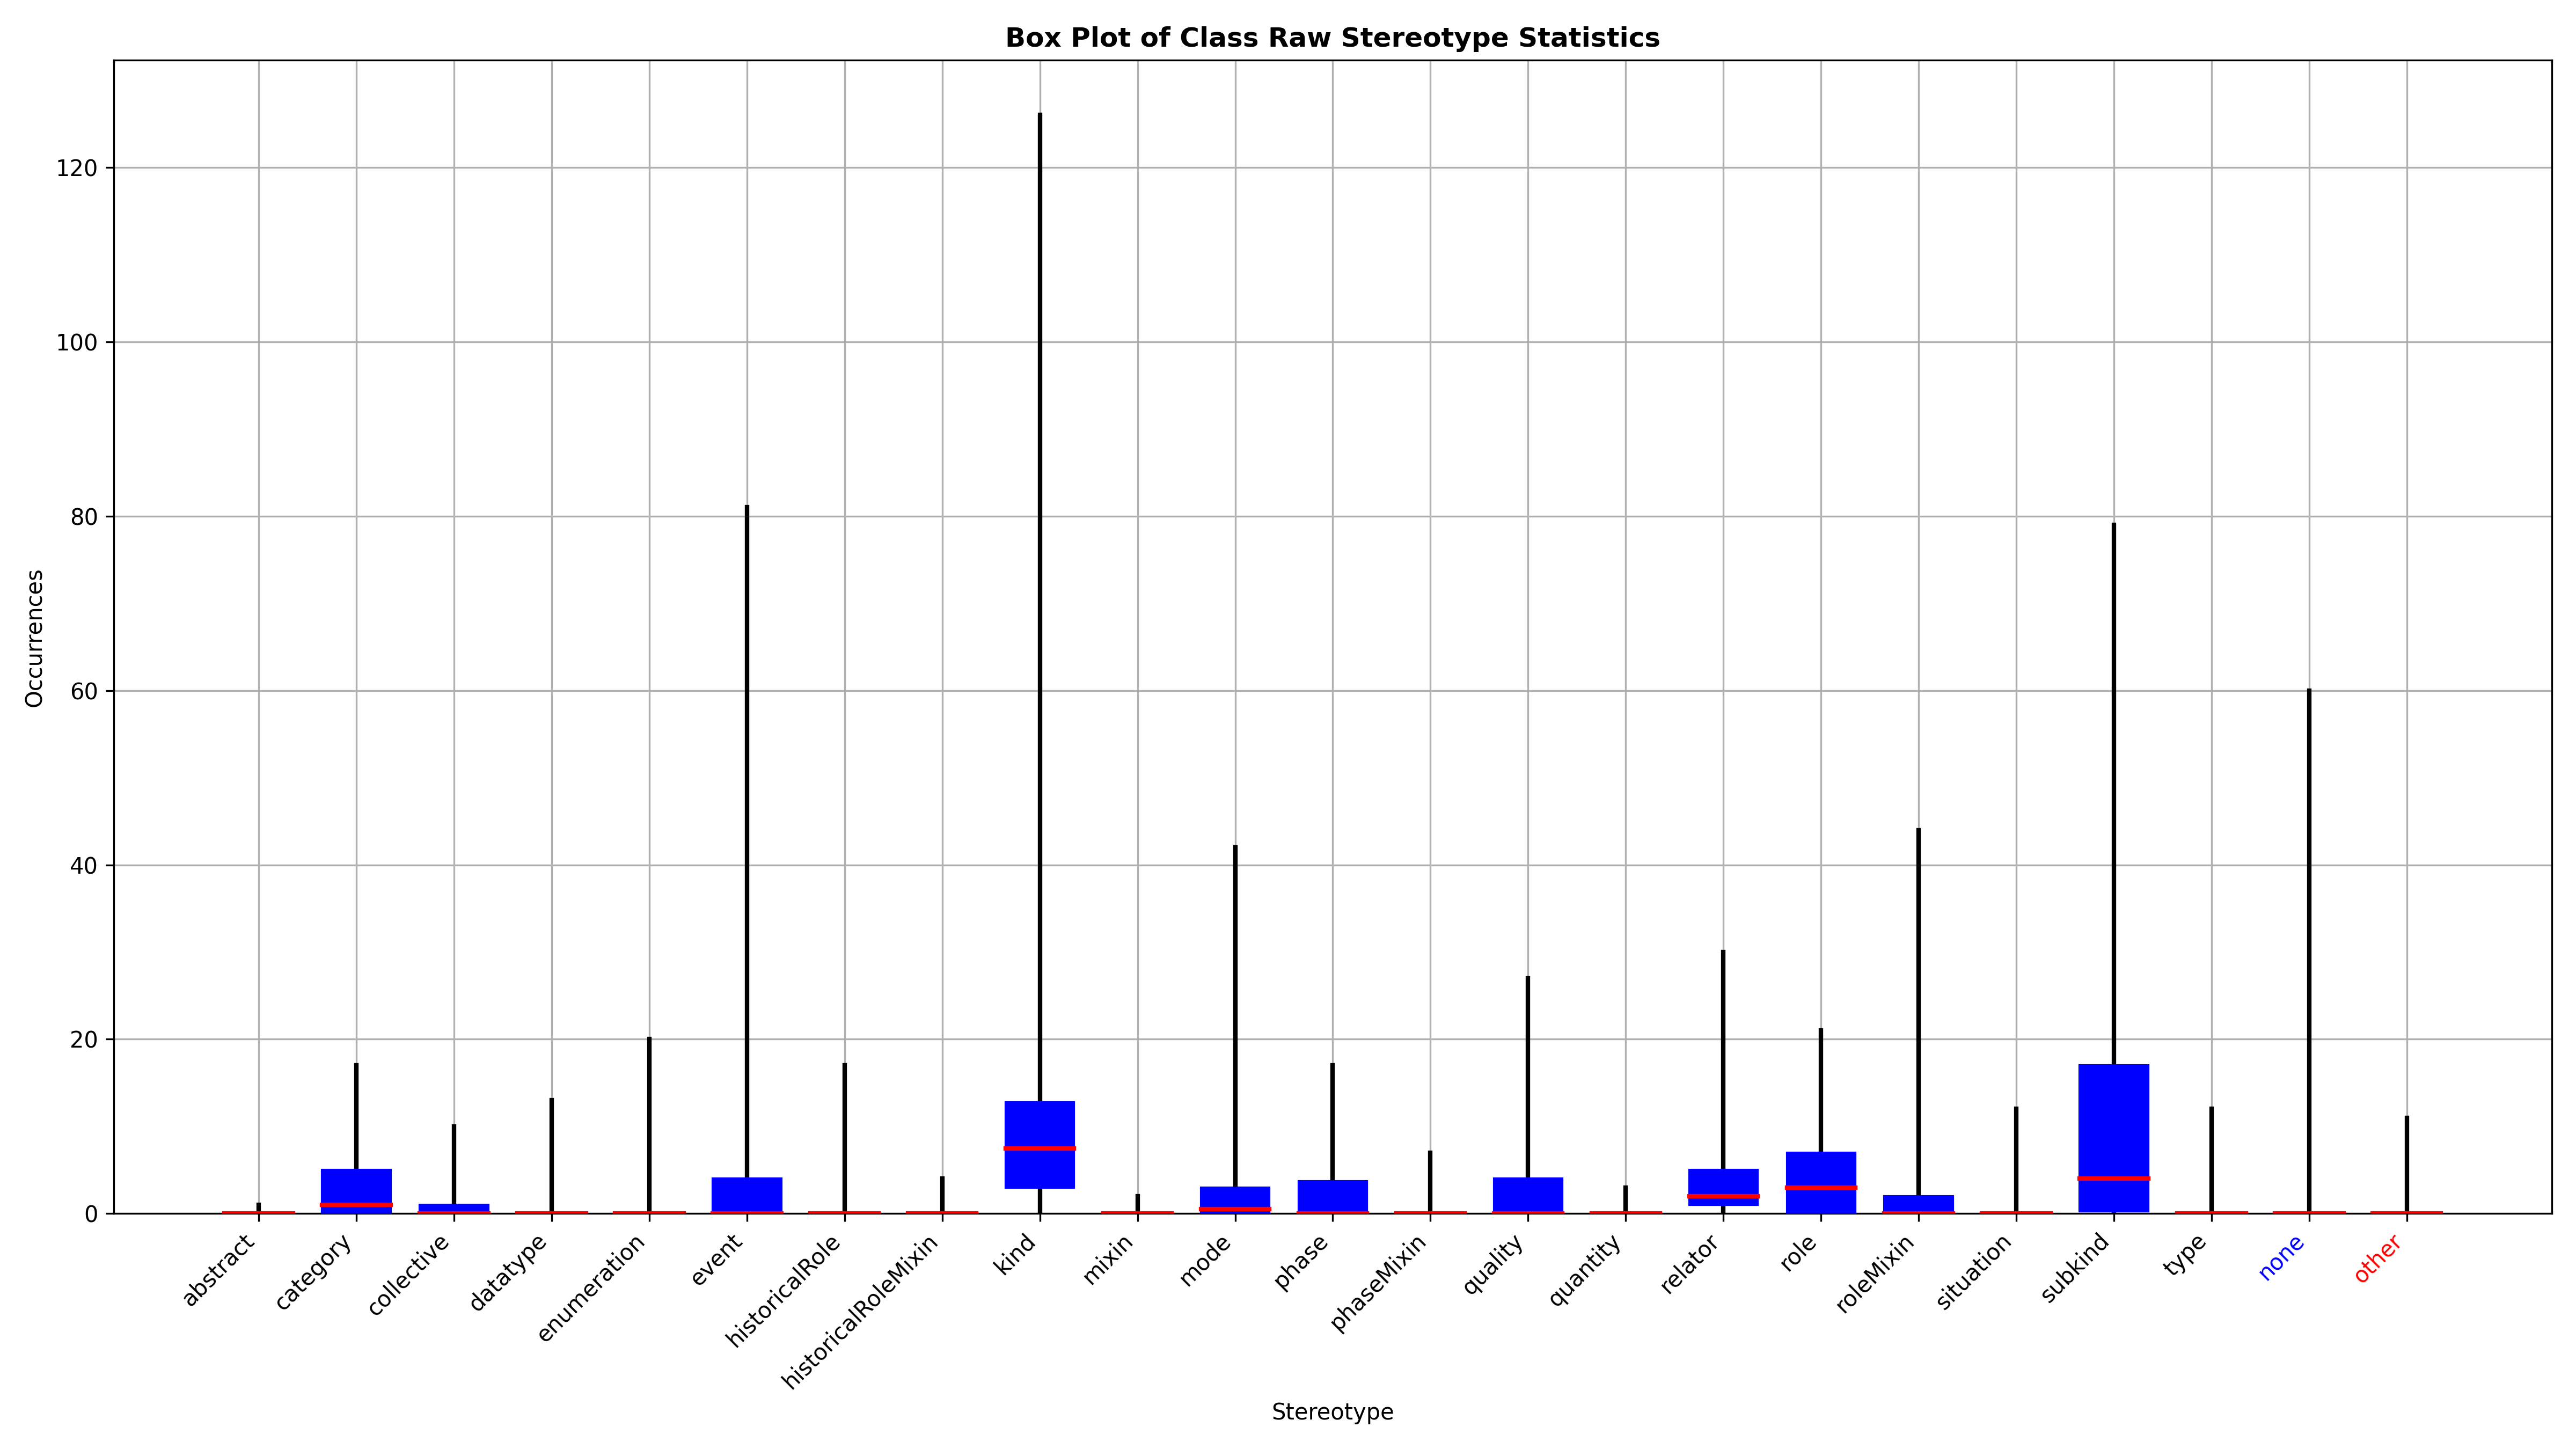 Box Plot of Class Raw Stereotype Statistics
120
100
80
60
40
20
0
Occurrences
abstract
category
collective
datatype
enumeration
event
historicalRole
historicalRoleMixin
kind
mixin
mode
phase
phaseMixin
quality
quantity
relator
role
roleMixin
situation
subkind
type
none
other
Stereotype